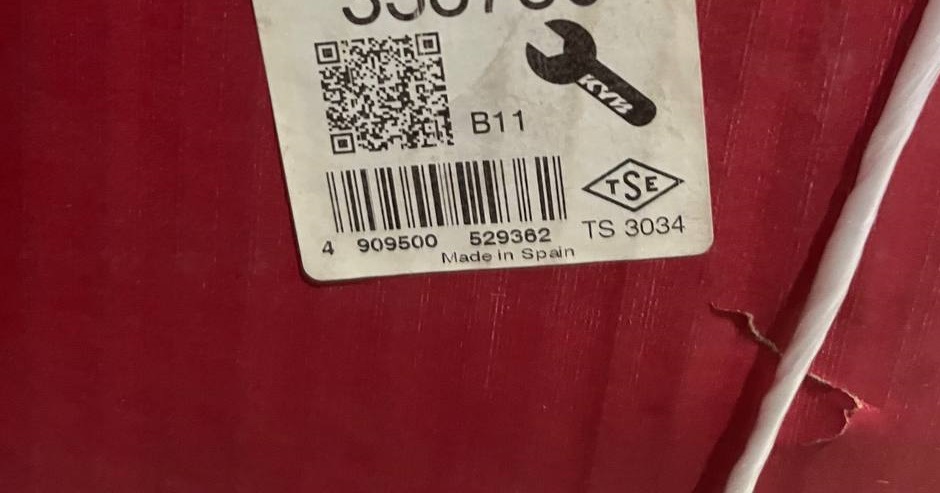 KYB
B11
TSE
TS 3034
4 909500 529362
Made in Spain